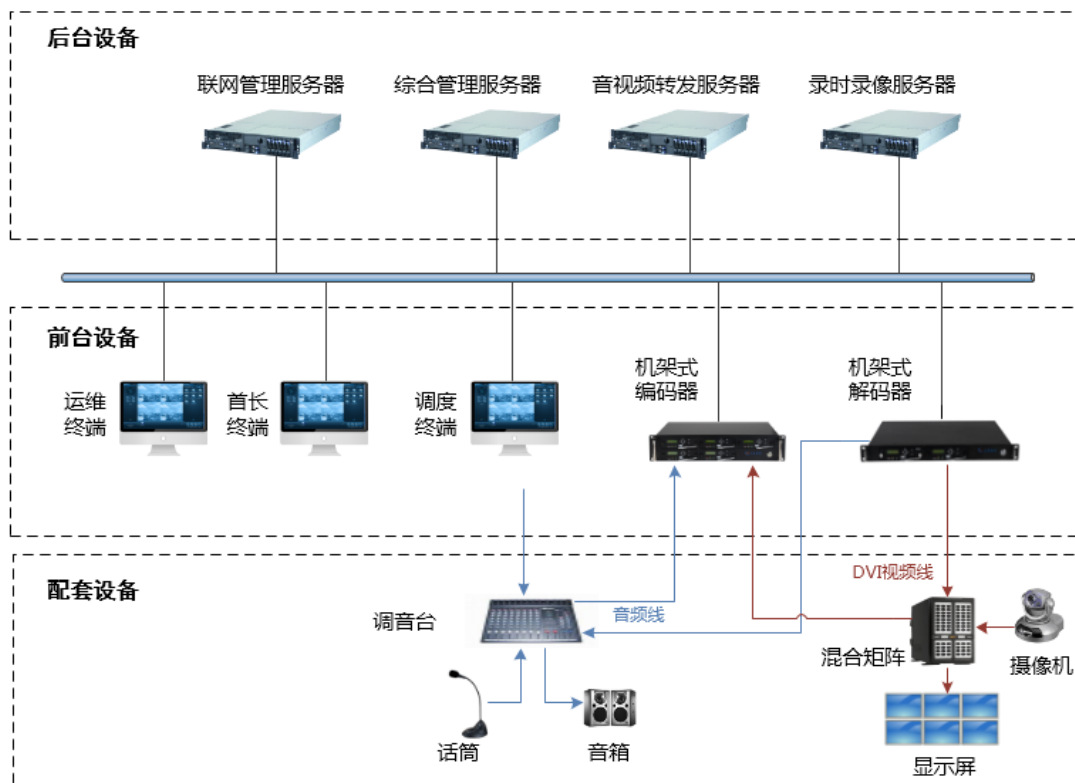 后台设备
联网管理服务器
综合管理服务器
音视频转发服务器
录时录像服务器
前台设备
运维
终端
首长
终端
调度
终端
机架式
编码器
机架式
解码器
配套设备
DVI视频线
调音台
音频线
混合矩阵
摄像机
话筒
音箱
显示屏